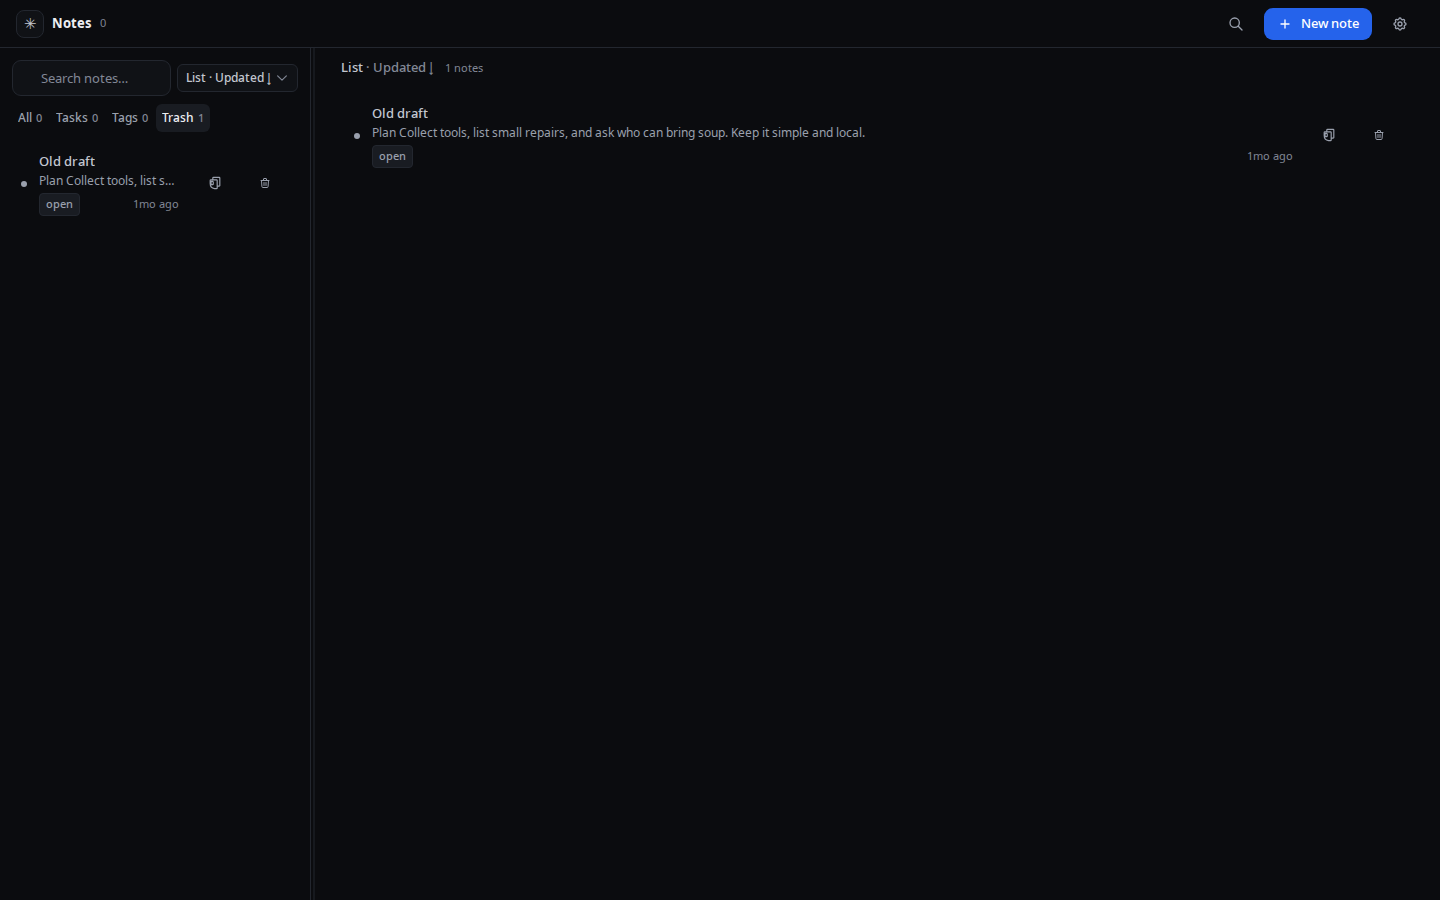 Notes 0
New note
Search notes...
List · Updated ↓
All 0 Tasks 0 Tags 0 Trash 1
Old draft
Plan Collect tools, list s...
open 1mo ago
List · Updated ↓ 1 notes
Old draft
Plan Collect tools, list small repairs, and ask who can bring soup. Keep it simple and local.
open 1mo ago